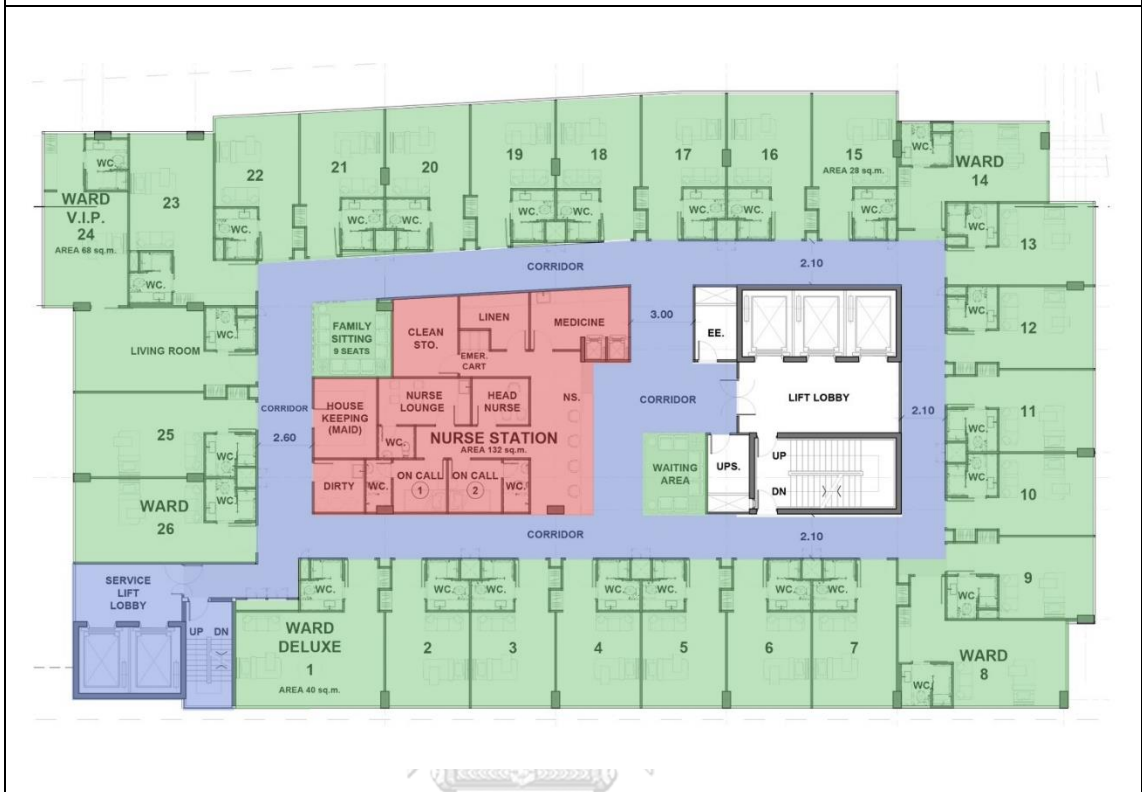 22
21
20
19
18
17
16
15
AREA 28 sq.m.
WARD
14
WC.
WC.
WC.
WC.
WC.
WC.
WC.
WC.
WC.
WC.
WARD
V.I.P.
24
AREA 68 sq.m.
23
WC.
WC.
13
CORRIDOR
2.10
FAMILY
SITTING
9 SEATS
CLEAN
STO.
LINEN
MEDICINE
EMER.
CART
3.00
EE.
WC.
12
LIVING ROOM
WC.
CORRIDOR
2.60
HOUSE
KEEPING
(MAID)
NURSE
LOUNGE
HEAD
NURSE
NS.
CORRIDOR
LIFT LOBBY
2.10
11
WC.
25
WC.
WC.
NURSE STATION
AREA 132 sq.m.
WAITING
AREA
UPS.
UP
DN
WC.
10
WARD
26
WC.
DIRTY
WC.
ON CALL
1
ON CALL
2
WC.
CORRIDOR
2.10
SERVICE
LIFT
LOBBY
UP
DN
WC.
WARD
DELUXE
1
AREA 40 sq.m.
WC.
WC.
WC.
WC.
WC.
WC.
2
3
4
5
6
7
WC.
9
WARD
8
WC.